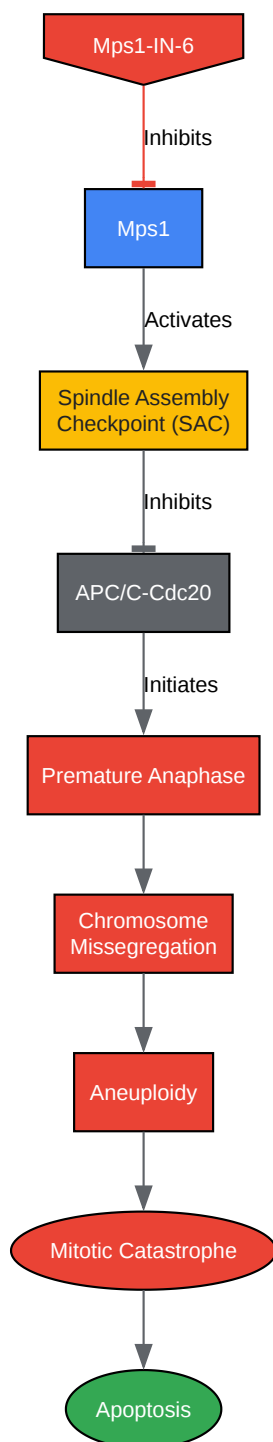 Mps1-IN-6
Inhibits
Mps1
Activates
Spindle Assembly
Checkpoint (SAC)
Inhibits
APC/C-Cdc20
Initiates
Premature Anaphase
Chromosome
Missegregation
Aneuploidy
Mitotic Catastrophe
Apoptosis